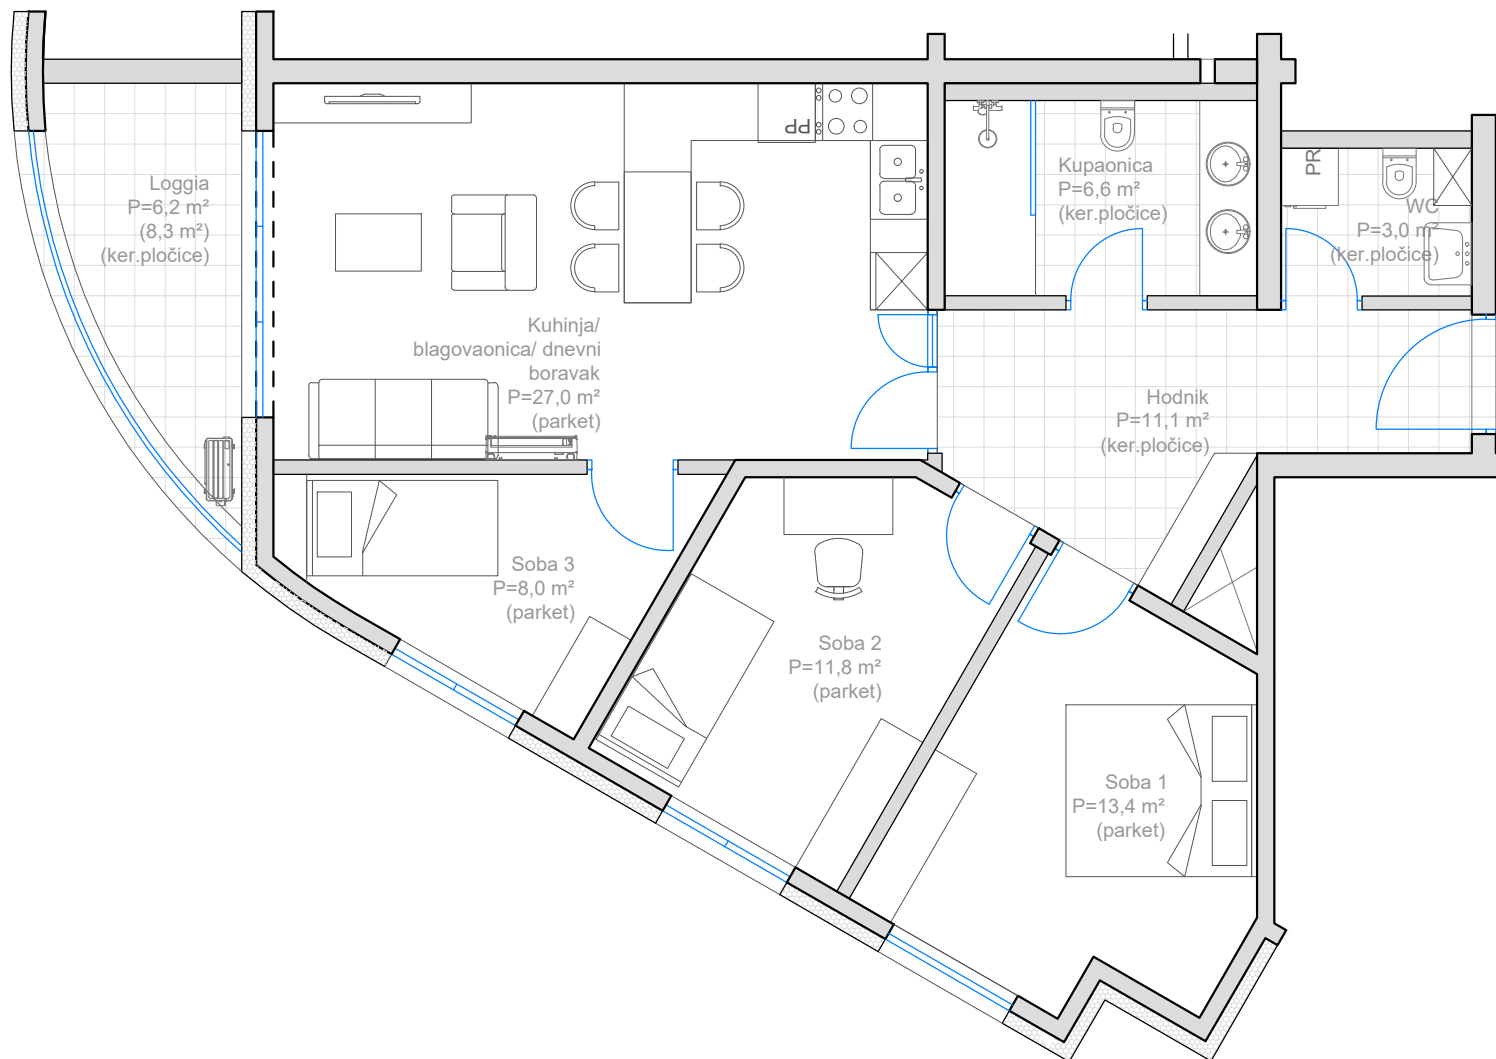 Loggia
P=6,2 m²
(8,3 m²)
(ker.pločice)
Kuhinja/
blagovaonica/ dnevni
boravak
P=27,0 m²
(parket)
PP
Kupaonica
P=6,6 m²
(ker.pločice)
PR
WC
P=3,0 m²
(ker.pločice)
Hodnik
P=11,1 m²
(ker.pločice)
Soba 3
P=8,0 m²
(parket)
Soba 2
P=11,8 m²
(parket)
Soba 1
P=13,4 m²
(parket)